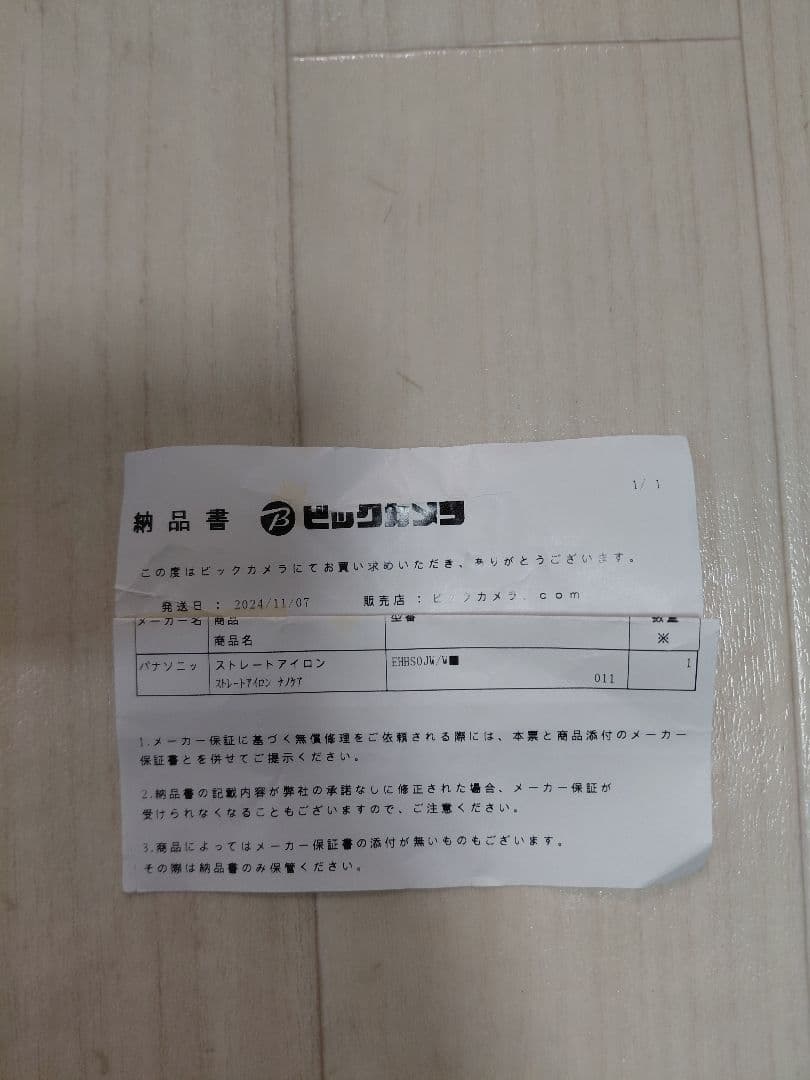 1/ 1
納品書 B ビックカメラ
この度はビックカメラにてお買い求めいただき、ありがとうございます。
発送日 : 2024/11/07 販売店 : ビックカメラ.com
メーカー名 商品 型番 数量
商品名 ※
パナソニッ ストレートアイロン EHHS0JW/W■ 1
ストレートアイロン ナノケア 011
1.メーカー保証に基づく無償修理をご依頼される際には、本票と商品添付のメーカー
保証書とを併せてご提示ください。
2.納品書の記載内容が弊社の承諾なしに修正された場合、メーカー保証が
受けられなくなることもございますので、ご注意ください。
3.商品によってはメーカー保証書の添付が無いものもございます。
その際は納品書のみ保管ください。